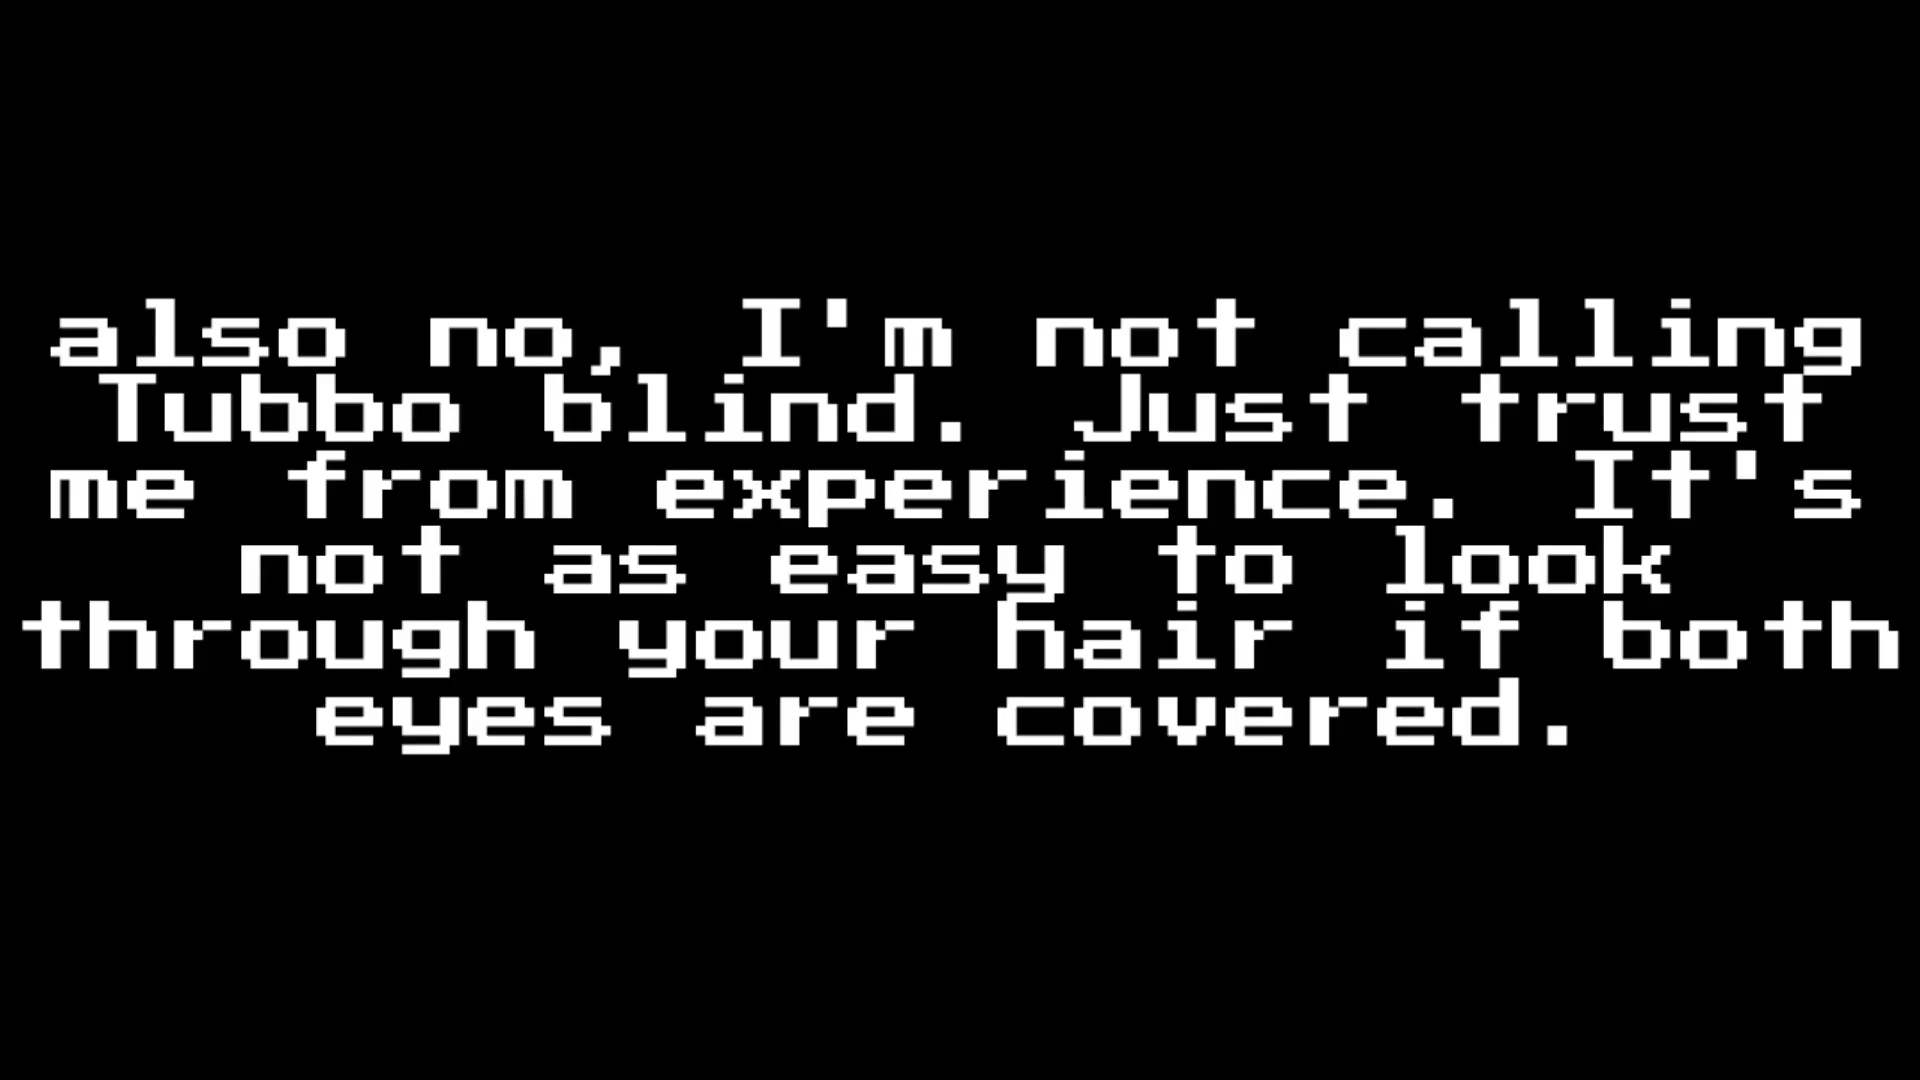 also no, I'm not calling
Tubbo blind. Just trust
me from experience. It's
not as easy to look
through your hair if both
eyes are covered.